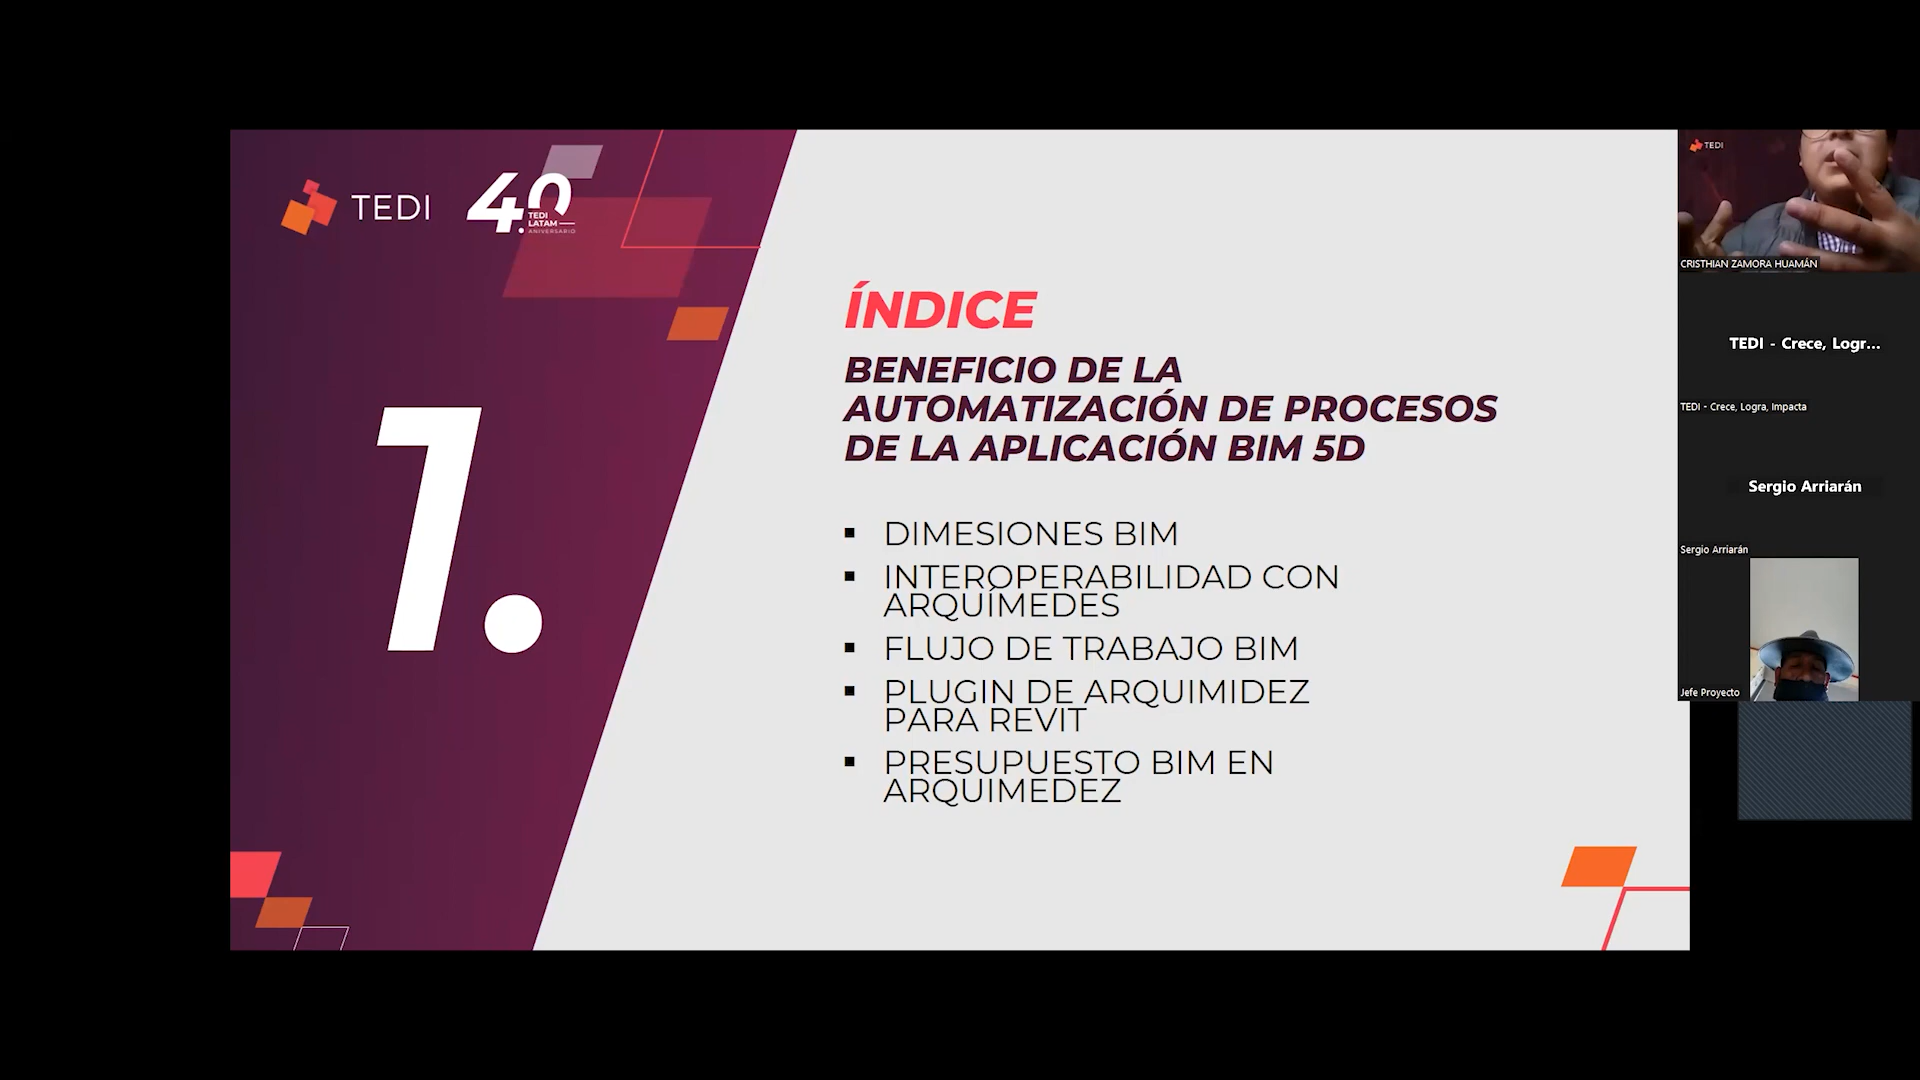 TEDI
4.0
TEDI
LATAM
ANIVERSARIO
1.
ÍNDICE
BENEFICIO DE LA
AUTOMATIZACIÓN DE PROCESOS
DE LA APLICACIÓN BIM 5D
▪ DIMESIONES BIM
▪ INTEROPERABILIDAD CON
ARQUÍMEDES
▪ FLUJO DE TRABAJO BIM
▪ PLUGIN DE ARQUIMIDEZ
PARA REVIT
▪ PRESUPUESTO BIM EN
ARQUIMEDEZ
TEDI
CRISTHIAN ZAMORA HUAMÁN
TEDI - Crece, Logr...
TEDI - Crece, Logra, Impacta
Sergio Arriarán
Sergio Arriarán
Jefe Proyecto